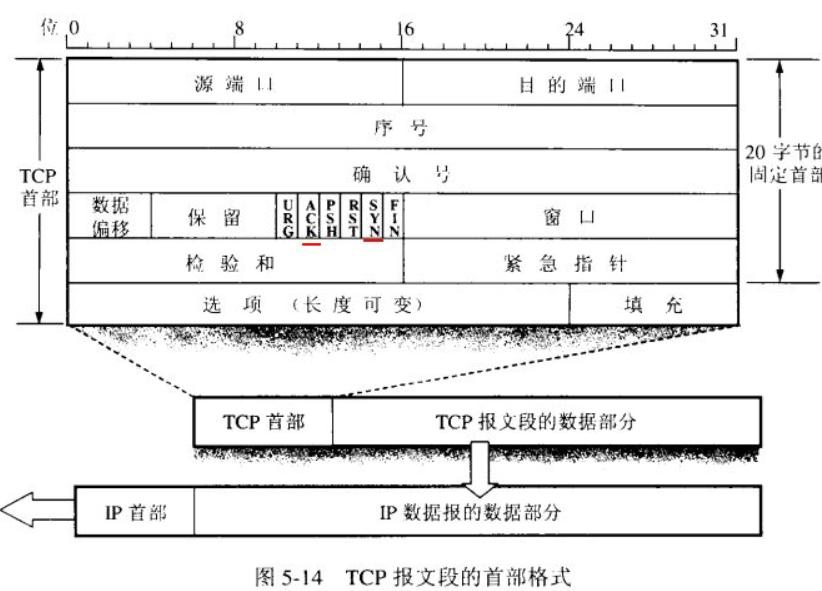 位 0 8 16 24 31
源 端 口 目 的 端 口
序 号
TCP
首部
确 认 号
20 字节的
固定首部
数据
偏移
保 留
URG
ACK
PSH
RST
SYN
FIN
窗 口
检 验 和 紧 急 指 针
选 项 (长 度 可 变) 填 充
TCP 首部 TCP 报文段的数据部分
IP 首部 IP 数据报的数据部分
图 5-14 TCP 报文段的首部格式